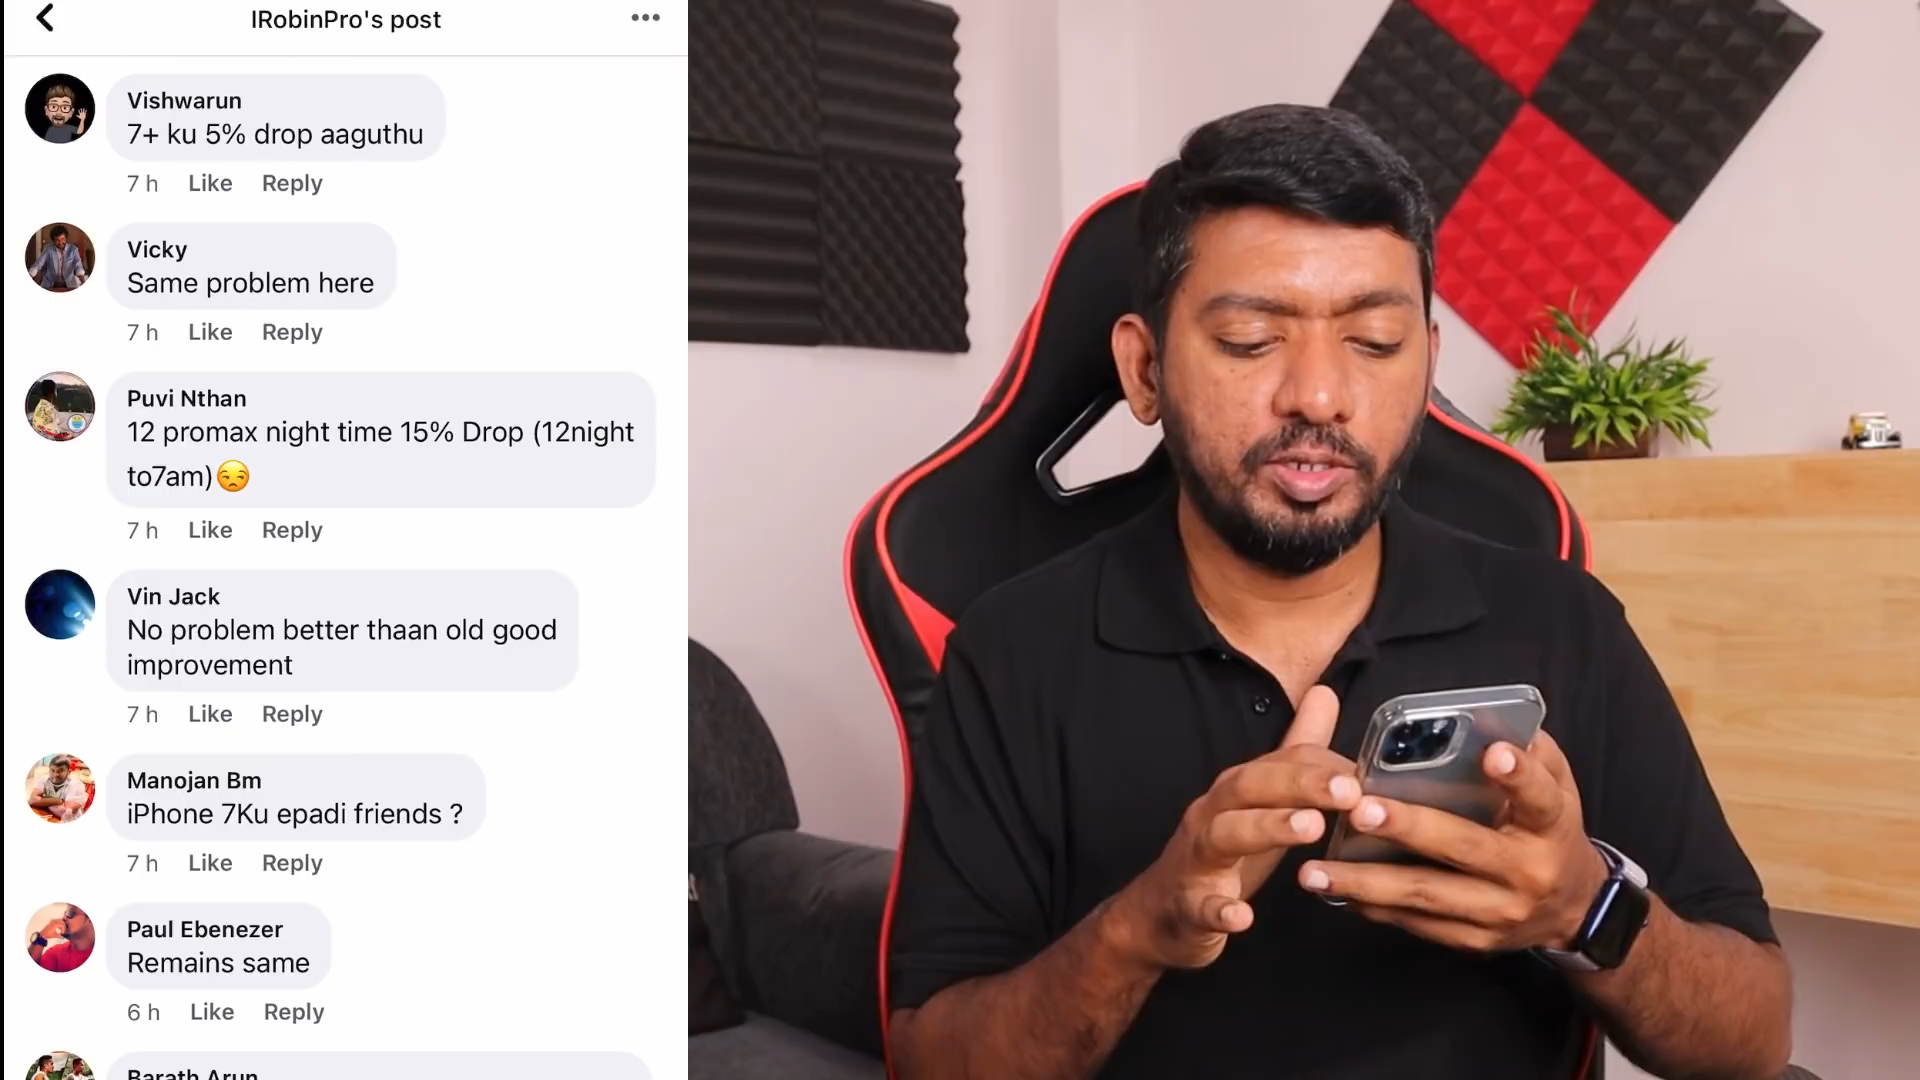 IRobinPro's post
Vishwarun
7+ ku 5% drop aaguthu
7 h Like Reply
Vicky
Same problem here
7 h Like Reply
Puvi Nthan
12 promax night time 15% Drop (12night
to7am)😒
7 h Like Reply
Vin Jack
No problem better thaan old good
improvement
7 h Like Reply
Manojan Bm
iPhone 7Ku epadi friends ?
7 h Like Reply
Paul Ebenezer
Remains same
6 h Like Reply
Barath Arun